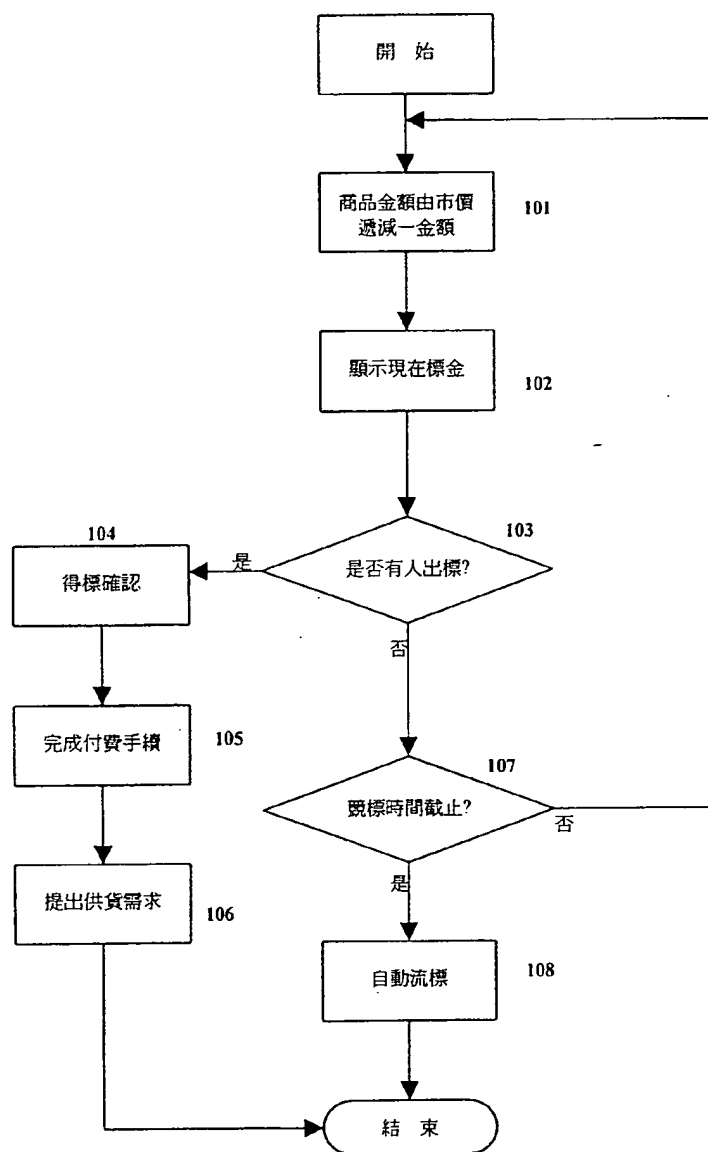 開 始
商品金額由市價
遞減一金額
101
顯示現在標金
102
103
是否有人出標?
是
104
得標確認
否
完成付費手續
105
107
競標時間截止?
否
是
提出供貨需求
106
自動流標
108
結 束